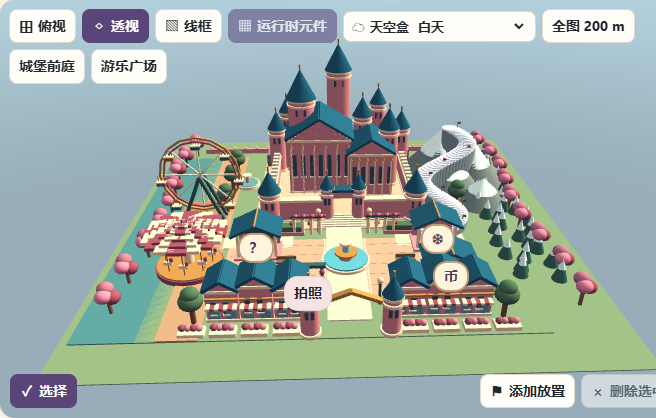 俯视
透视
线框
运行时元件
天空盒 白天
全图 200 m
城堡前庭
游乐广场
?
❄
币
拍照
✓ 选择
添加放置
× 删除选中